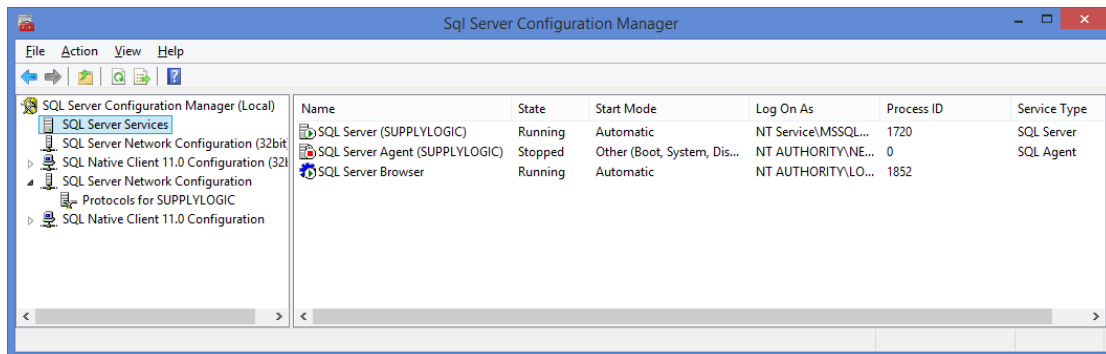 Sql Server Configuration Manager
File Action View Help
SQL Server Configuration Manager (Local)
SQL Server Services
SQL Server Network Configuration (32bit
SQL Native Client 11.0 Configuration (32
SQL Server Network Configuration
Protocols for SUPPLYLOGIC
SQL Native Client 11.0 Configuration
Name State Start Mode Log On As Process ID Service Type
SQL Server (SUPPLYLOGIC) Running Automatic NT Service\MSSQL... 1720 SQL Server
SQL Server Agent (SUPPLYLOGIC) Stopped Other (Boot, System, Dis... NT AUTHORITY\NE... 0 SQL Agent
SQL Server Browser Running Automatic NT AUTHORITY\LO... 1852